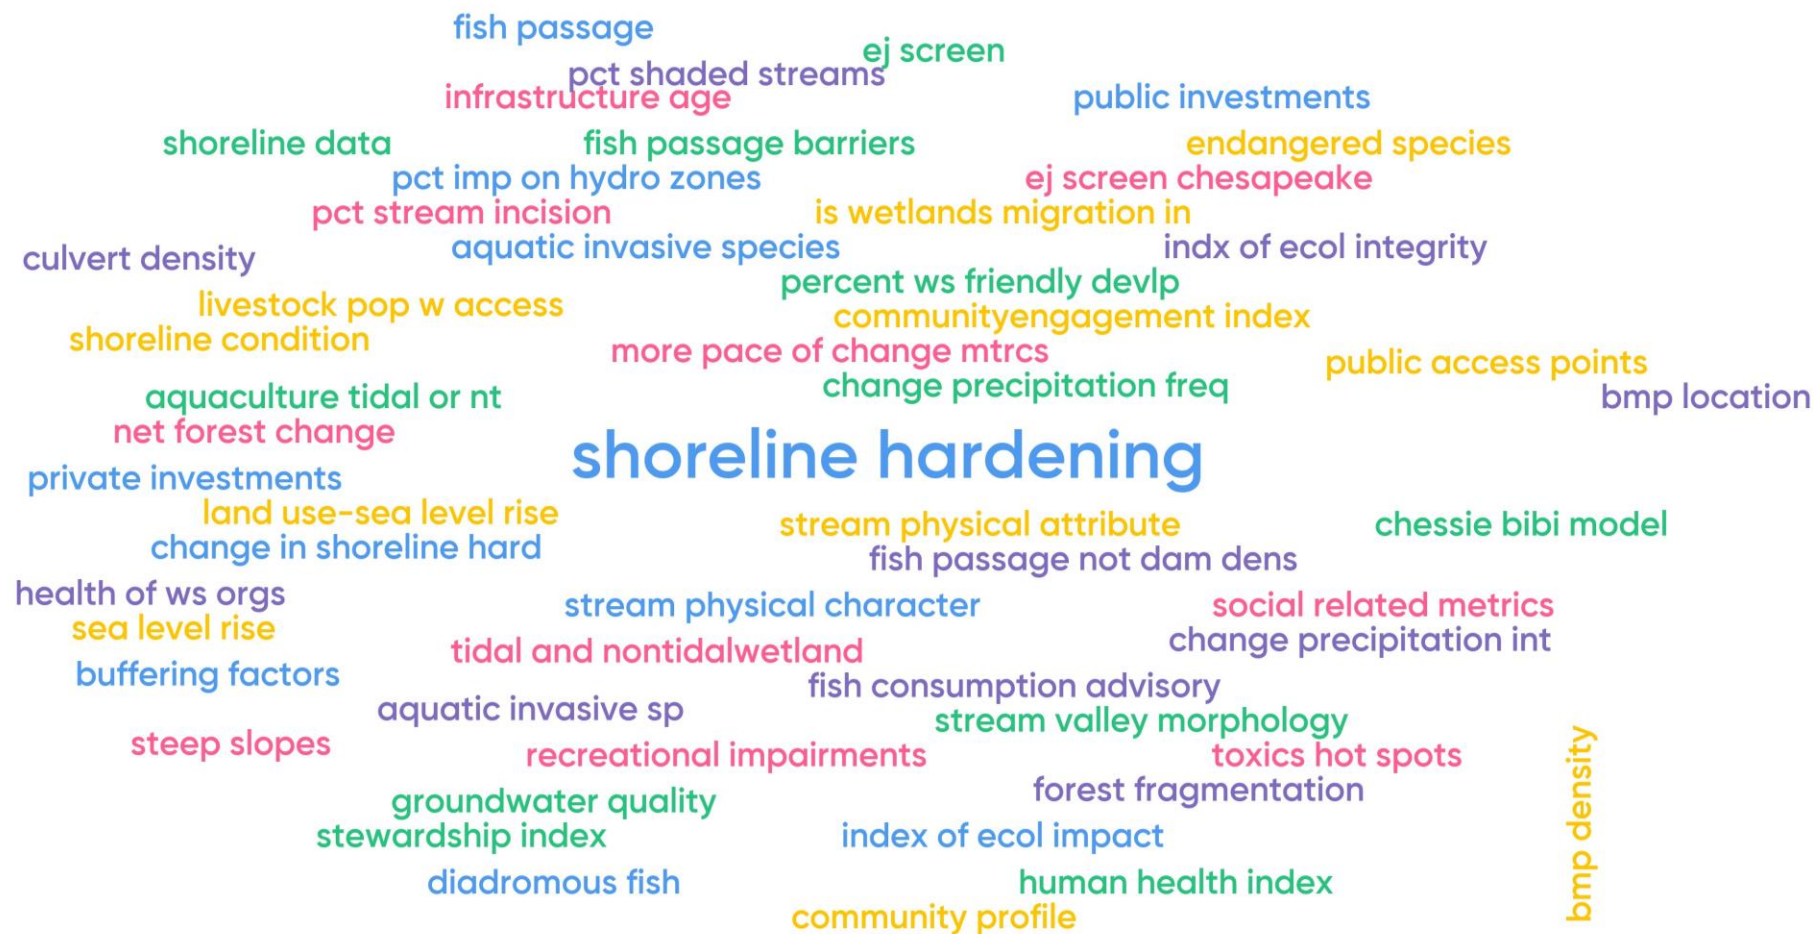 fish passage
ej screen
pct shaded streams
infrastructure age
public investments
shoreline data
fish passage barriers
endangered species
pct imp on hydro zones
ej screen chesapeake
pct stream incision
is wetlands migration in
culvert density
aquatic invasive species
indx of ecol integrity
percent ws friendly devlp
livestock pop w access
communityengagement index
shoreline condition
more pace of change mtrcs
public access points
change precipitation freq
aquaculture tidal or nt
bmp location
net forest change
shoreline hardening
private investments
land use-sea level rise
stream physical attribute
chessie bibi model
change in shoreline hard
fish passage not dam dens
health of ws orgs
stream physical character
social related metrics
sea level rise
change precipitation int
tidal and nontidalwetland
buffering factors
fish consumption advisory
aquatic invasive sp
stream valley morphology
steep slopes
recreational impairments
toxics hot spots
forest fragmentation
groundwater quality
stewardship index
index of ecol impact
bmp density
diadromous fish
human health index
community profile